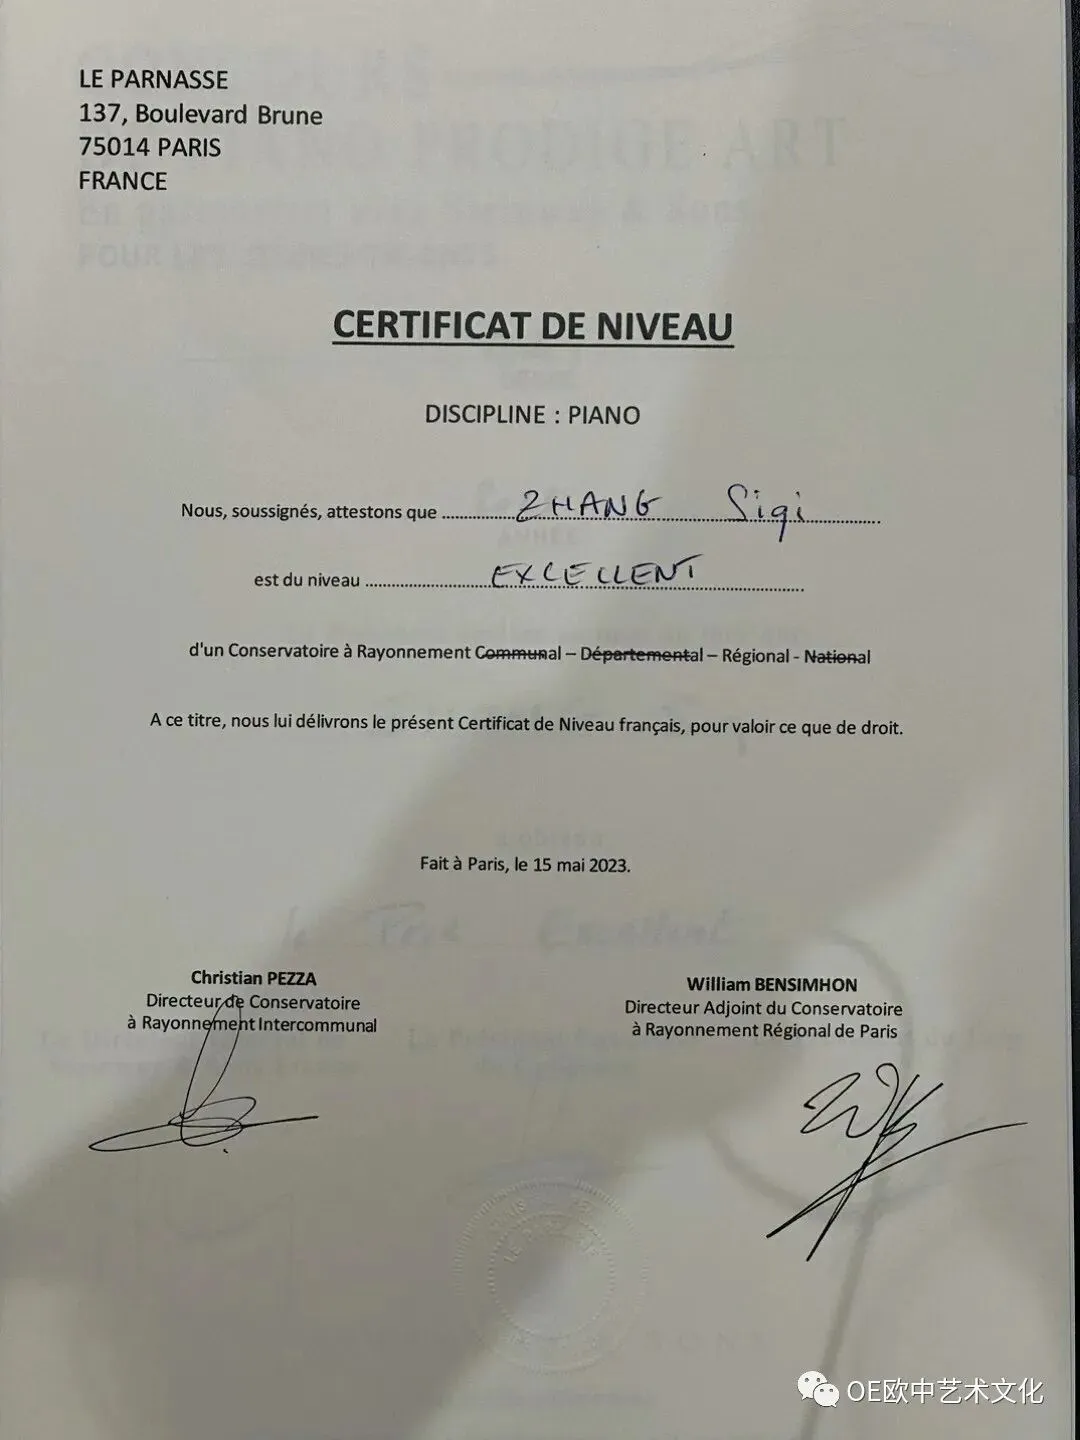 LE PARNASSE
137, Boulevard Brune
75014 PARIS
FRANCE
CERTIFICAT DE NIVEAU
DISCIPLINE : PIANO
Nous, soussignés, attestons que ZHANG Siqi
est du niveau EXCELLENT
d'un Conservatoire à Rayonnement Communal – Départemental – Régional - National
A ce titre, nous lui délivrons le présent Certificat de Niveau français, pour valoir ce que de droit.
Fait à Paris, le 15 mai 2023.
Christian PEZZA
Directeur de Conservatoire
à Rayonnement Intercommunal
William BENSIMHON
Directeur Adjoint du Conservatoire
à Rayonnement Régional de Paris
OE欧中艺术文化